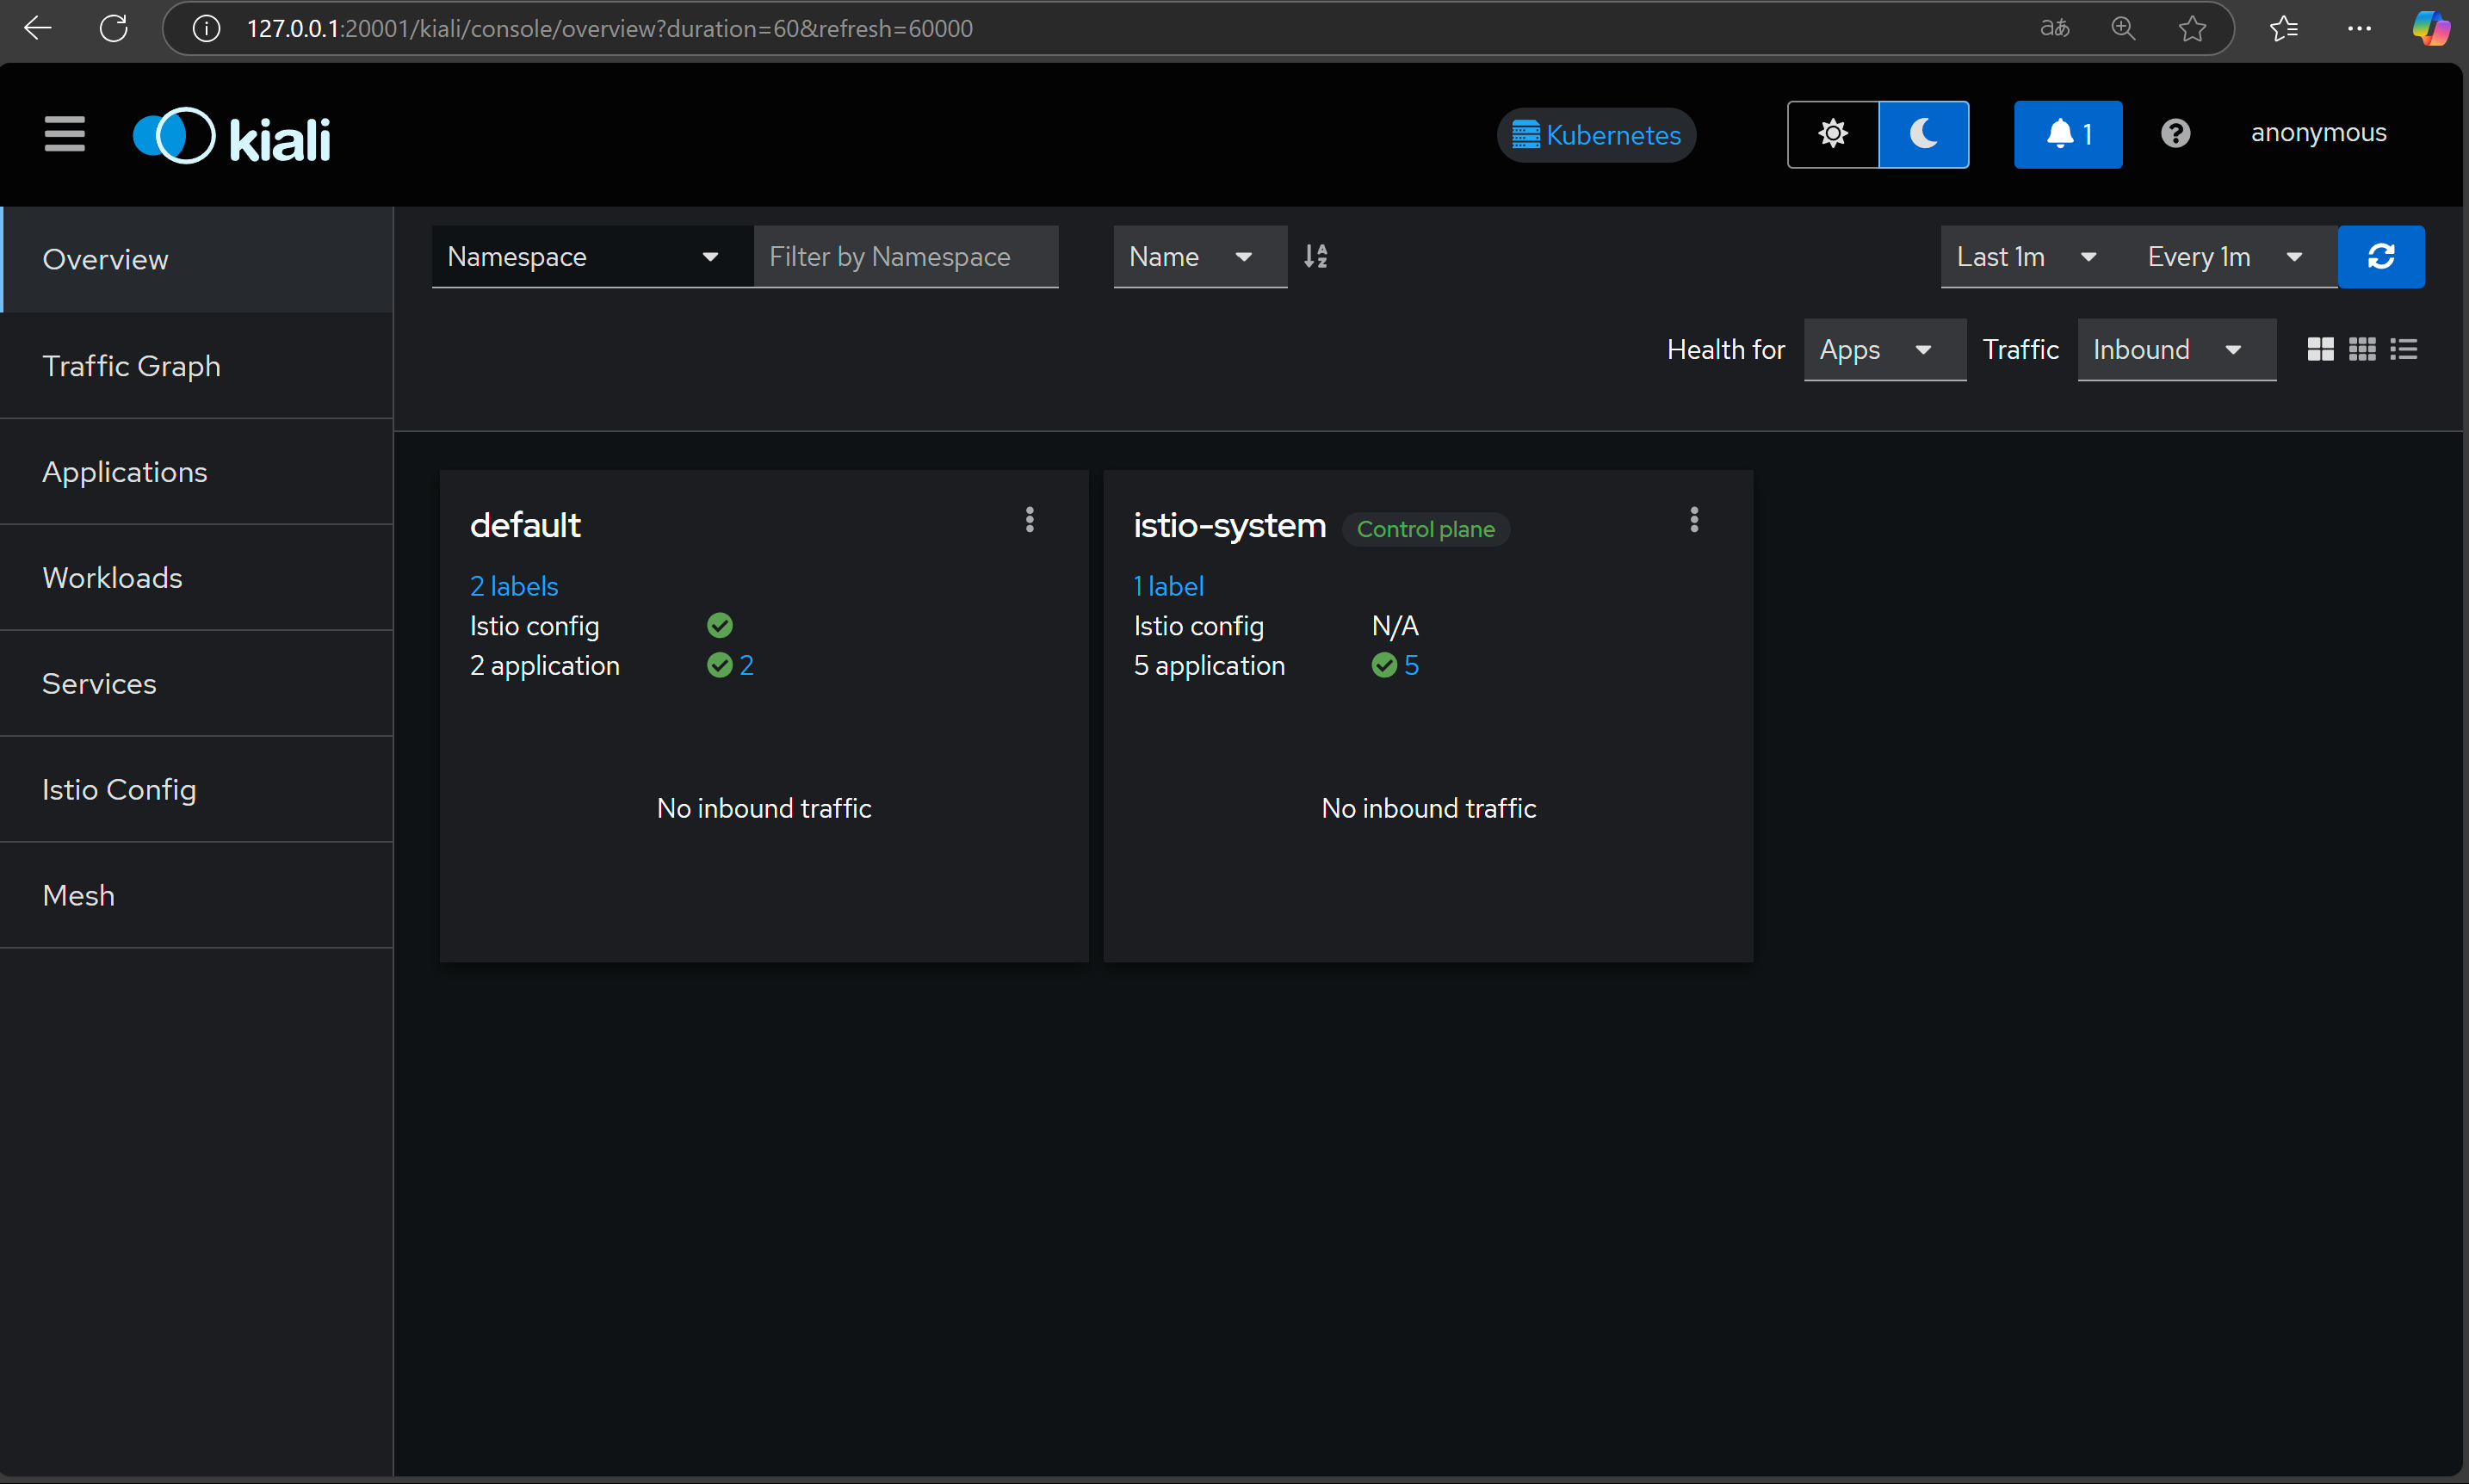 127.0.0.1:20001/kiali/console/overview?duration=60&refresh=60000
aあ
kiali
Kubernetes
1
anonymous
Overview
Traffic Graph
Applications
Workloads
Services
Istio Config
Mesh
Namespace
Filter by Namespace
Name
Last 1m
Every 1m
Health for
Apps
Traffic
Inbound
default
2 labels
Istio config
2 application
2
No inbound traffic
istio-system
Control plane
1 label
Istio config
N/A
5 application
5
No inbound traffic